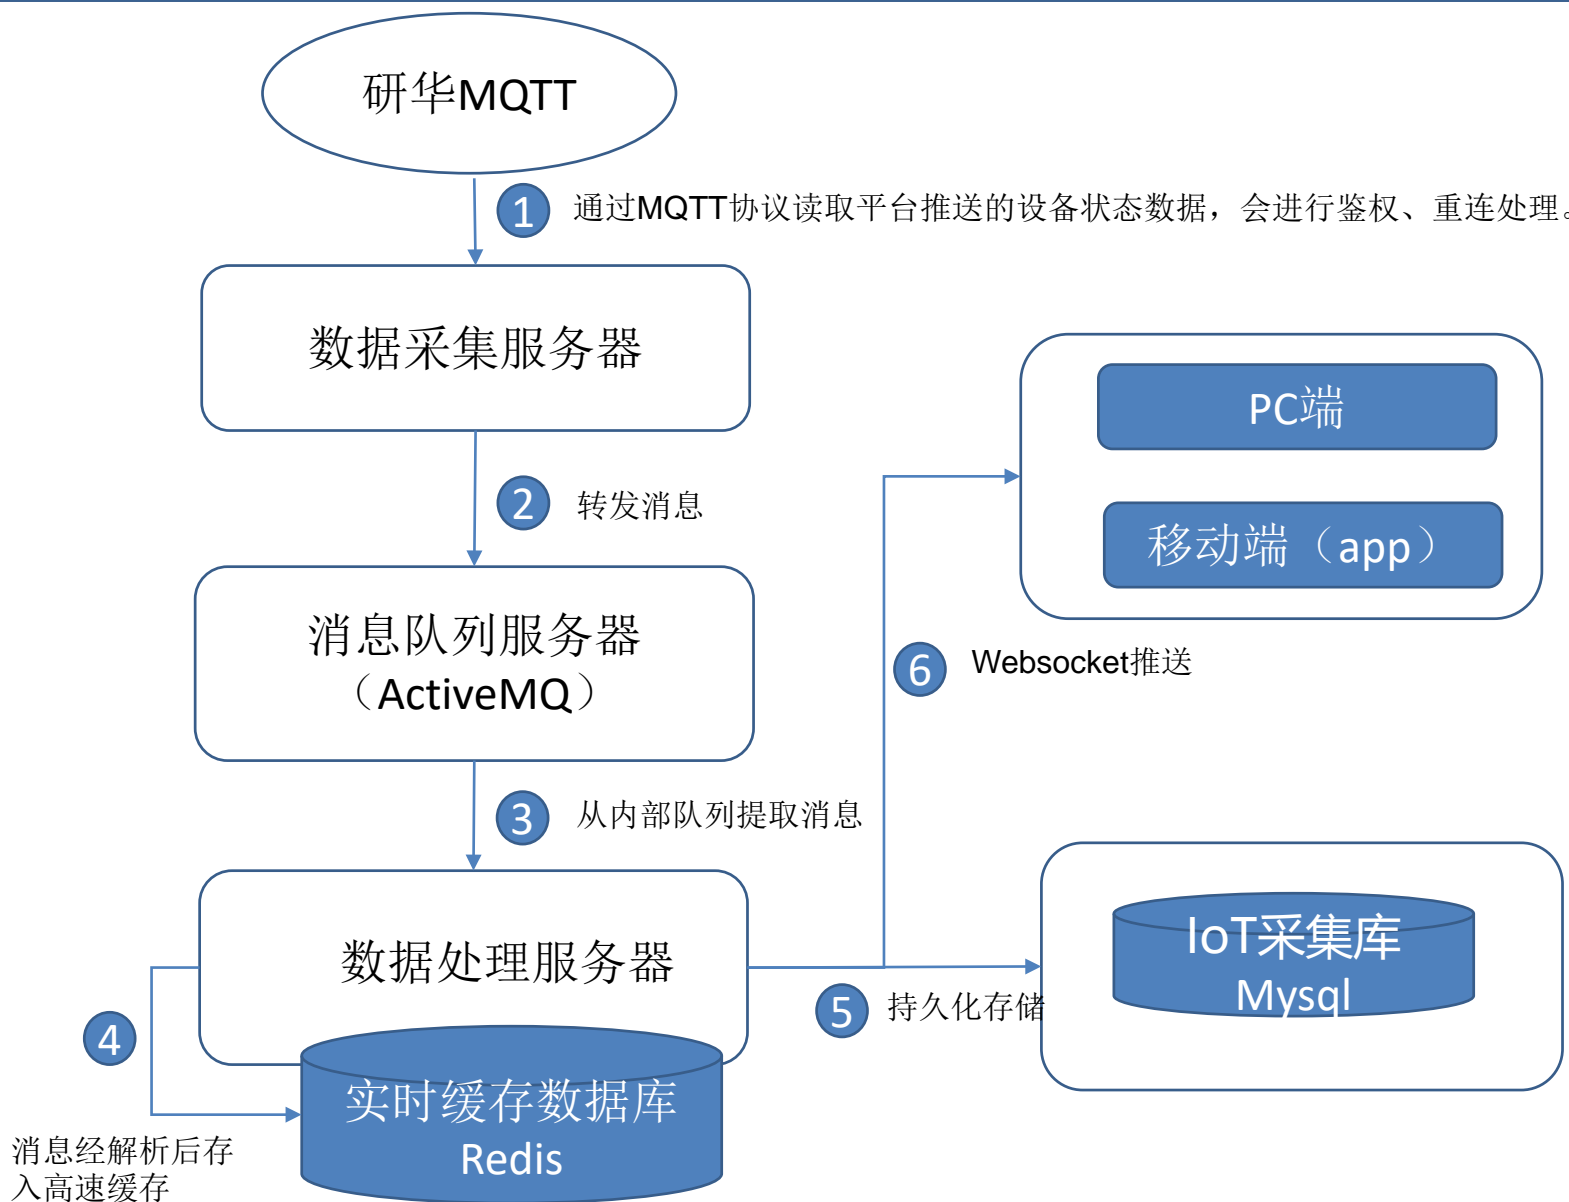 研华MQTT
1
通过MQTT协议读取平台推送的设备状态数据，会进行鉴权、重连处理。
数据采集服务器
PC端
2
转发消息
移动端（app）
消息队列服务器
（ActiveMQ）
6
Websocket推送
3
从内部队列提取消息
数据处理服务器
IoT采集库
Mysql
5
持久化存储
4
实时缓存数据库
Redis
消息经解析后存
入高速缓存